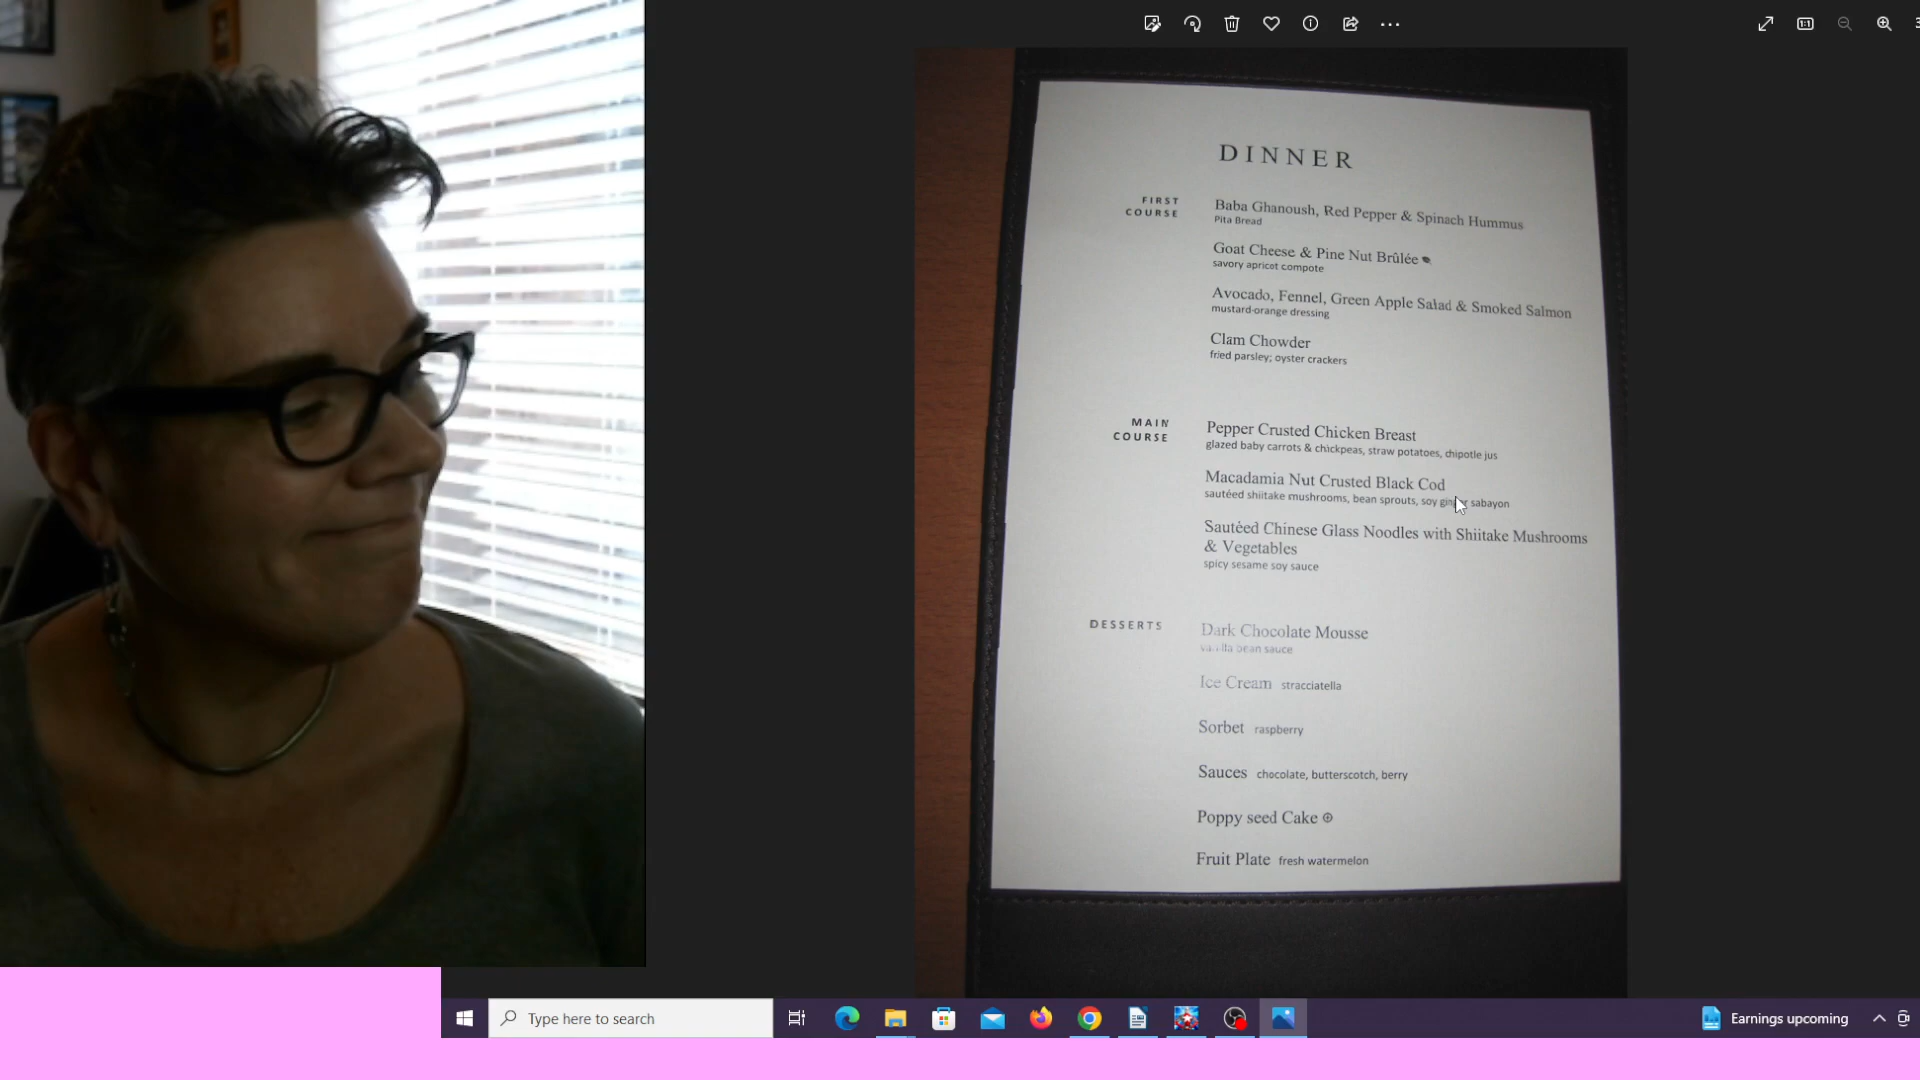 DINNER
FIRST
COURSE
Baba Ghanoush, Red Pepper & Spinach Hummus
Pita Bread
Goat Cheese & Pine Nut Brûlée
savory apricot compote
Avocado, Fennel, Green Apple Salad & Smoked Salmon
mustard-orange dressing
Clam Chowder
fried parsley; oyster crackers
MAIN
COURSE
Pepper Crusted Chicken Breast
glazed baby carrots & chickpeas, straw potatoes, chipotle jus
Macadamia Nut Crusted Black Cod
sautéed shiitake mushrooms, bean sprouts, soy ginger sabayon
Sautéed Chinese Glass Noodles with Shiitake Mushrooms
& Vegetables
spicy sesame soy sauce
DESSERTS
Dark Chocolate Mousse
vanilla bean sauce
Ice Cream stracciatella
Sorbet raspberry
Sauces chocolate, butterscotch, berry
Poppy seed Cake
Fruit Plate fresh watermelon
Type here to search
Earnings upcoming